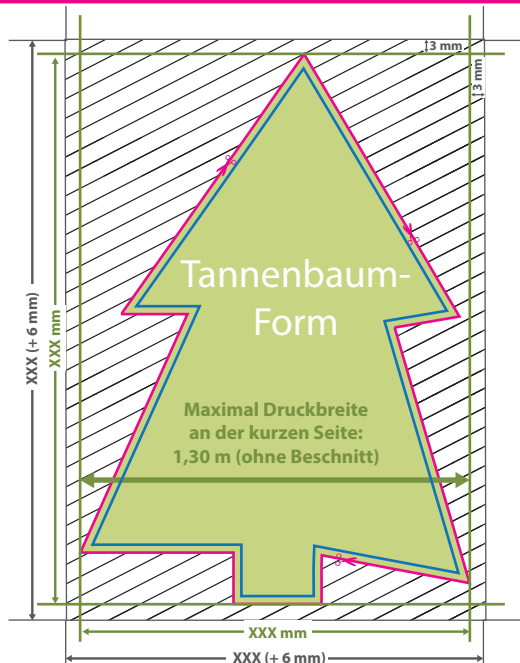 3 mm
3 mm
Tannenbaum-
Form
Maximal Druckbreite
an der kurzen Seite:
1,30 m (ohne Beschnitt)
XXX (+ 6 mm)
XXX mm
XXX mm
XXX (+ 6 mm)